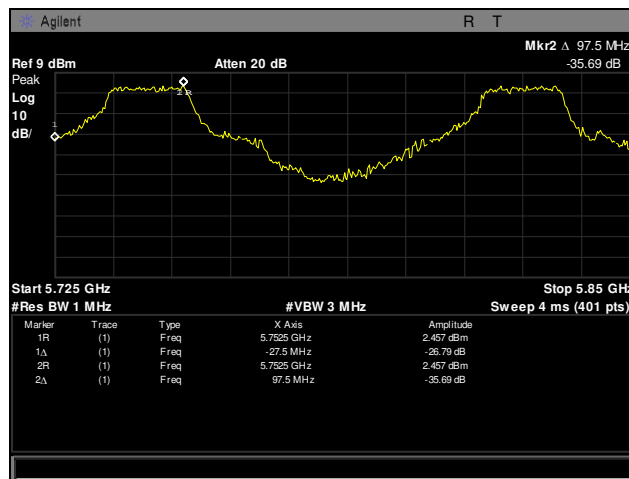 Agilent R T
Mkr2 Δ 97.5 MHz
Ref 9 dBm Atten 20 dB -35.69 dB
Peak
Log
10
dB/
1
2R
Start 5.725 GHz Stop 5.85 GHz
#Res BW 1 MHz #VBW 3 MHz Sweep 4 ms (401 pts)
Marker Trace Type X Axis Amplitude
1R (1) Freq 5.7525 GHz 2.457 dBm
1Δ (1) Freq -27.5 MHz -26.79 dB
2R (1) Freq 5.7525 GHz 2.457 dBm
2Δ (1) Freq 97.5 MHz -35.69 dB